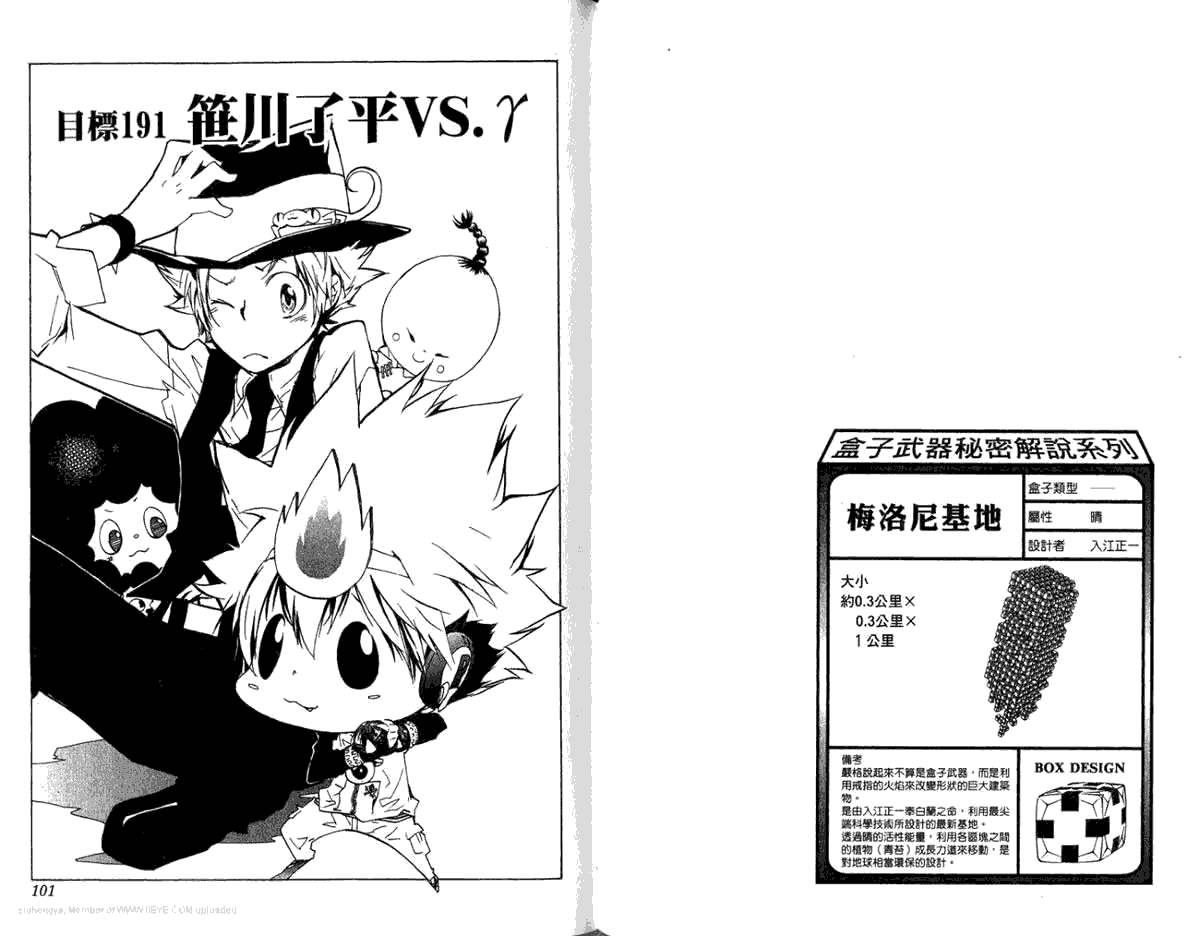 目標191 笹川了平VS.γ
101
盒子武器秘密解說系列
梅洛尼基地
盒子類型 ——
屬性 晴
設計者 入江正一
大小
約0.3公里×
0.3公里×
1公里
備考
嚴格說起來不算是盒子武器，而是利
用戒指的火焰來改變形狀的巨大建築
物。
是由入江正一奉白蘭之命，利用最尖
端科學技術所設計的最新基地。
透過晴的活性能量，利用各區塊之間
的植物（青苔）成長力道來移動，是
對地球相當環保的設計。
BOX DESIGN